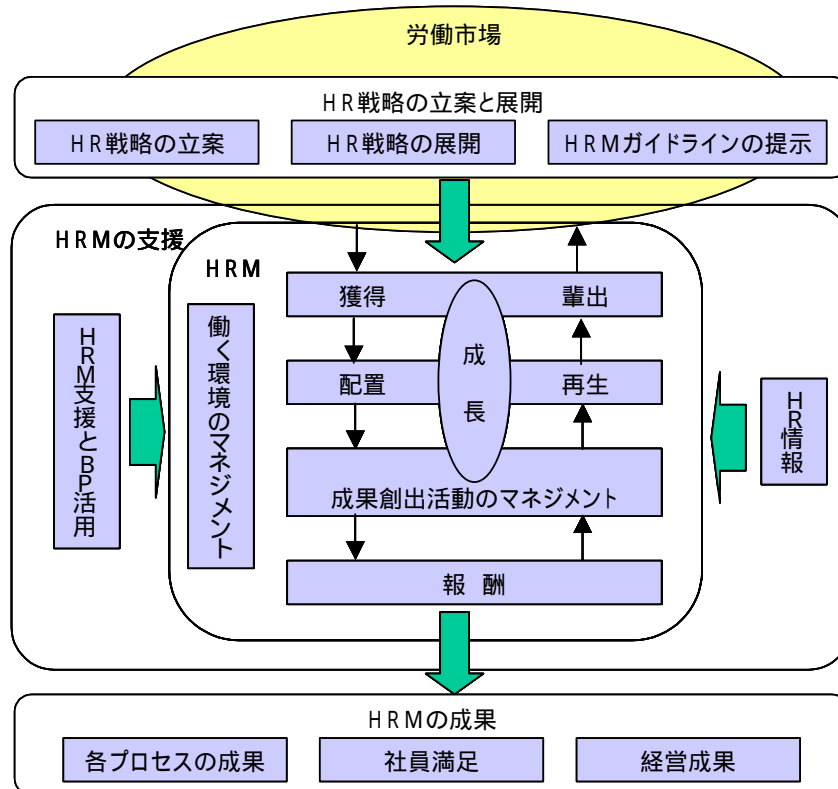 労働市場
HR戦略の立案と展開
HR戦略の立案
HR戦略の展開
HRMガイドラインの提示
HRMの支援
HRM
獲得
輩出
成長
配置
再生
働く環境のマネジメント
HRM支援とBP活用
HR情報
成果創出活動のマネジメント
報 酬
HRMの成果
各プロセスの成果
社員満足
経営成果